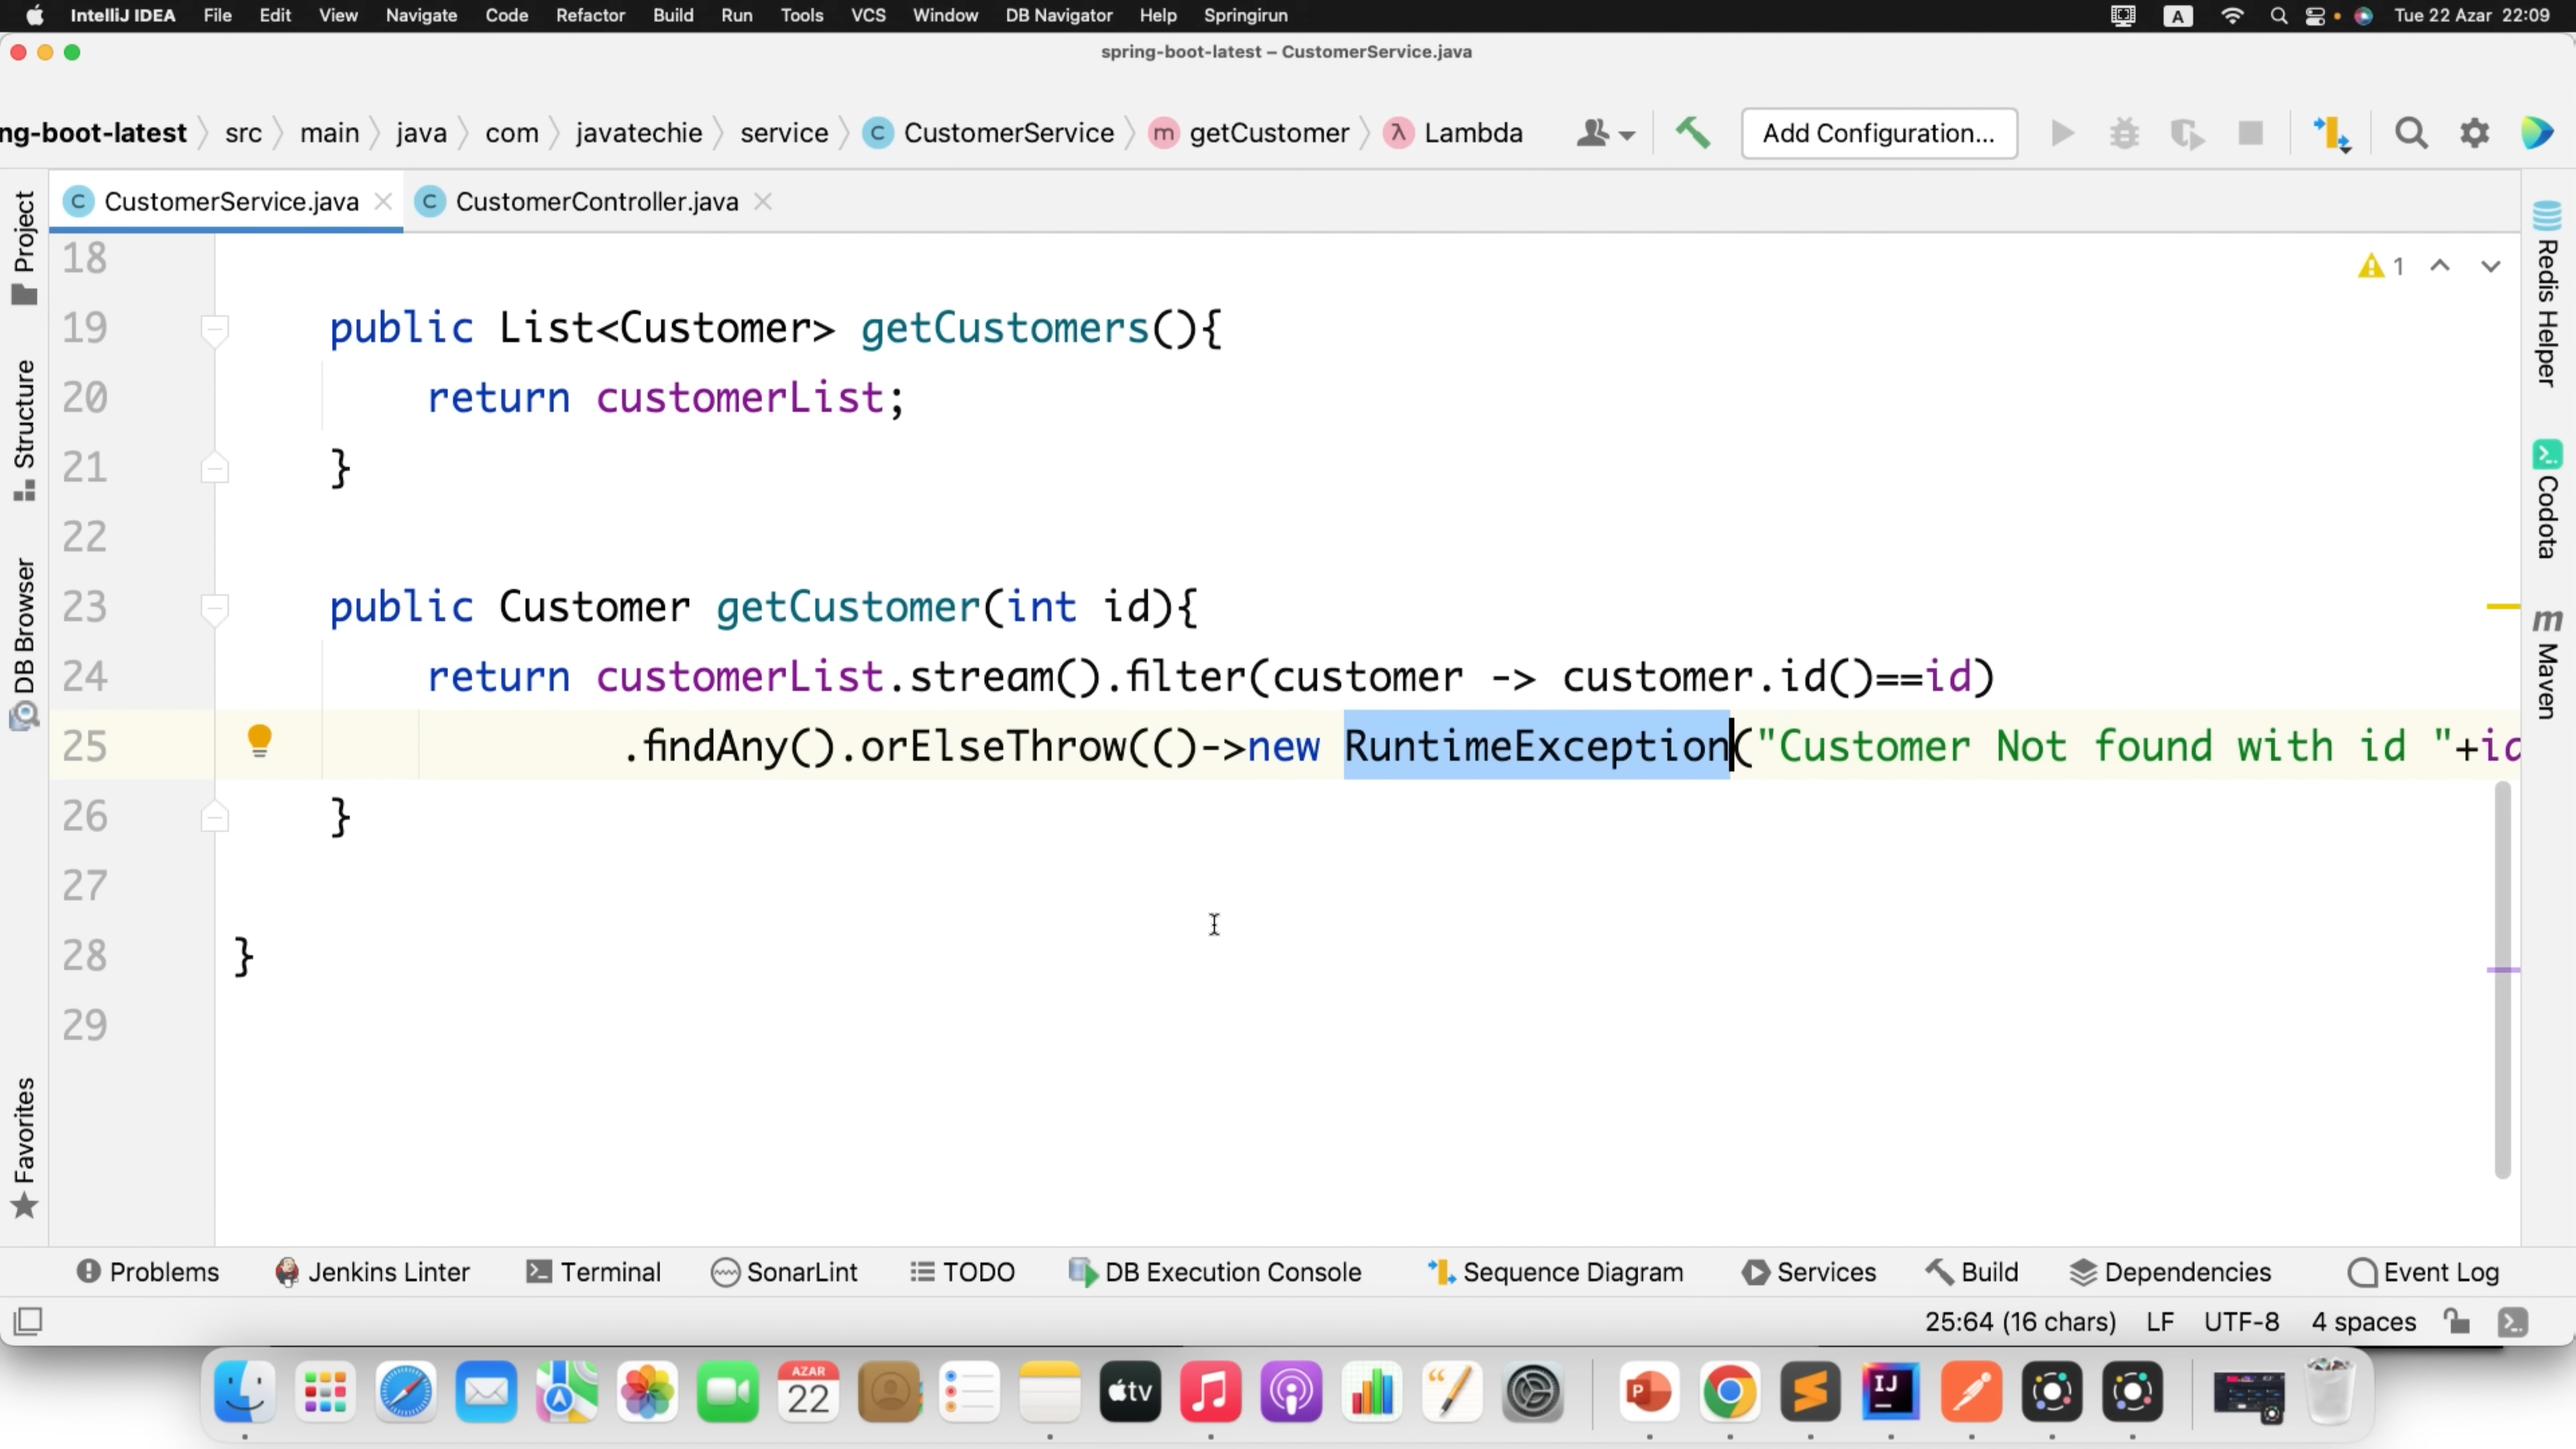 IntelliJ IDEA File Edit View Navigate Code Refactor Build Run Tools VCS Window DB Navigator Help Springirun A Tue 22 Azar 22:09
spring-boot-latest – CustomerService.java
ng-boot-latest src main java com javatechie service C CustomerService m getCustomer λ Lambda Add Configuration...
C CustomerService.java C CustomerController.java
Project
Structure
DB Browser
Favorites
18
1
19 public List<Customer> getCustomers(){
20 return customerList;
21 }
22
23 public Customer getCustomer(int id){
24 return customerList.stream().filter(customer -> customer.id()==id)
25 .findAny().orElseThrow(()->new RuntimeException("Customer Not found with id "+id
26 }
27
28 }
29
Redis Helper
Codota
m Maven
Problems Jenkins Linter Terminal SonarLint TODO DB Execution Console Sequence Diagram Services Build Dependencies Event Log
25:64 (16 chars) LF UTF-8 4 spaces
AZAR
22
tv
P
IJ